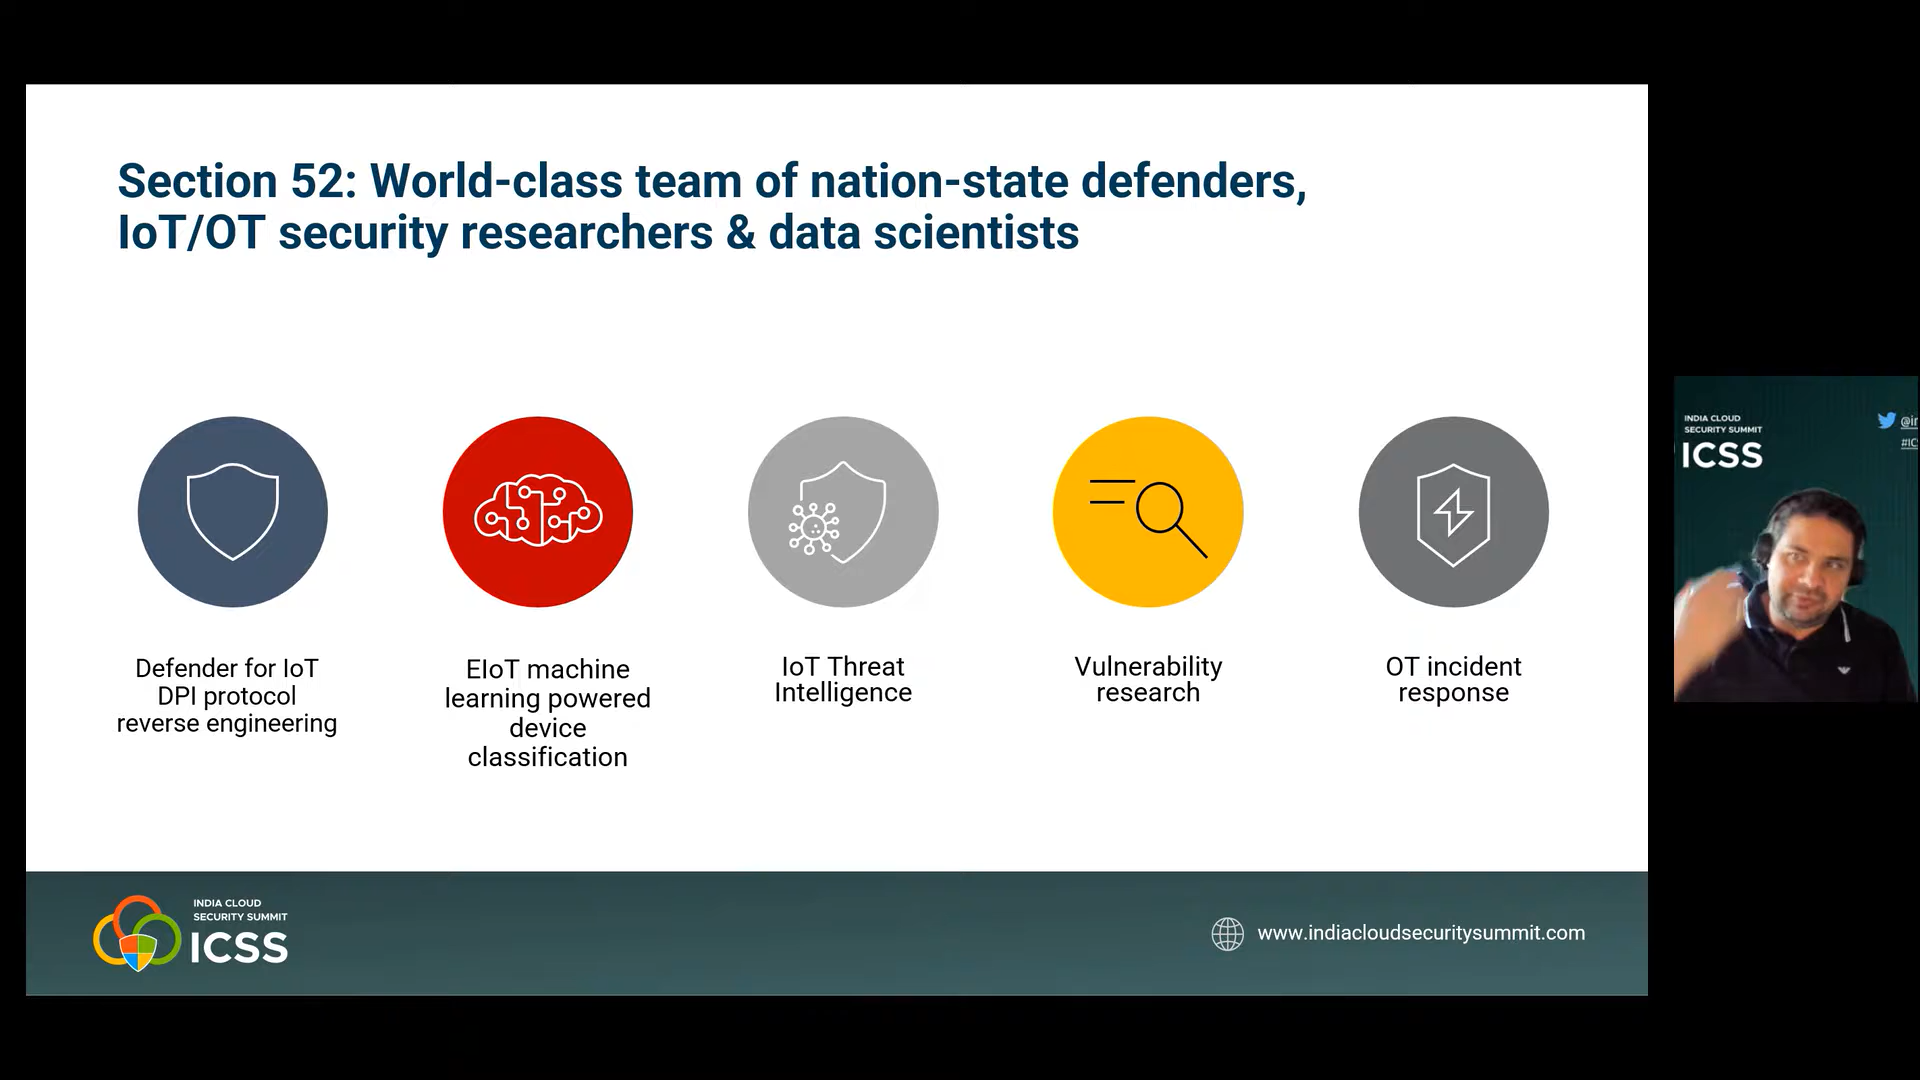 Section 52: World-class team of nation-state defenders,
IoT/OT security researchers & data scientists
Defender for IoT
DPI protocol
reverse engineering
EIoT machine
learning powered
device
classification
IoT Threat
Intelligence
Vulnerability
research
OT incident
response
INDIA CLOUD
SECURITY SUMMIT
ICSS
www.indiacloudsecuritysummit.com
INDIA CLOUD
SECURITY SUMMIT
ICSS